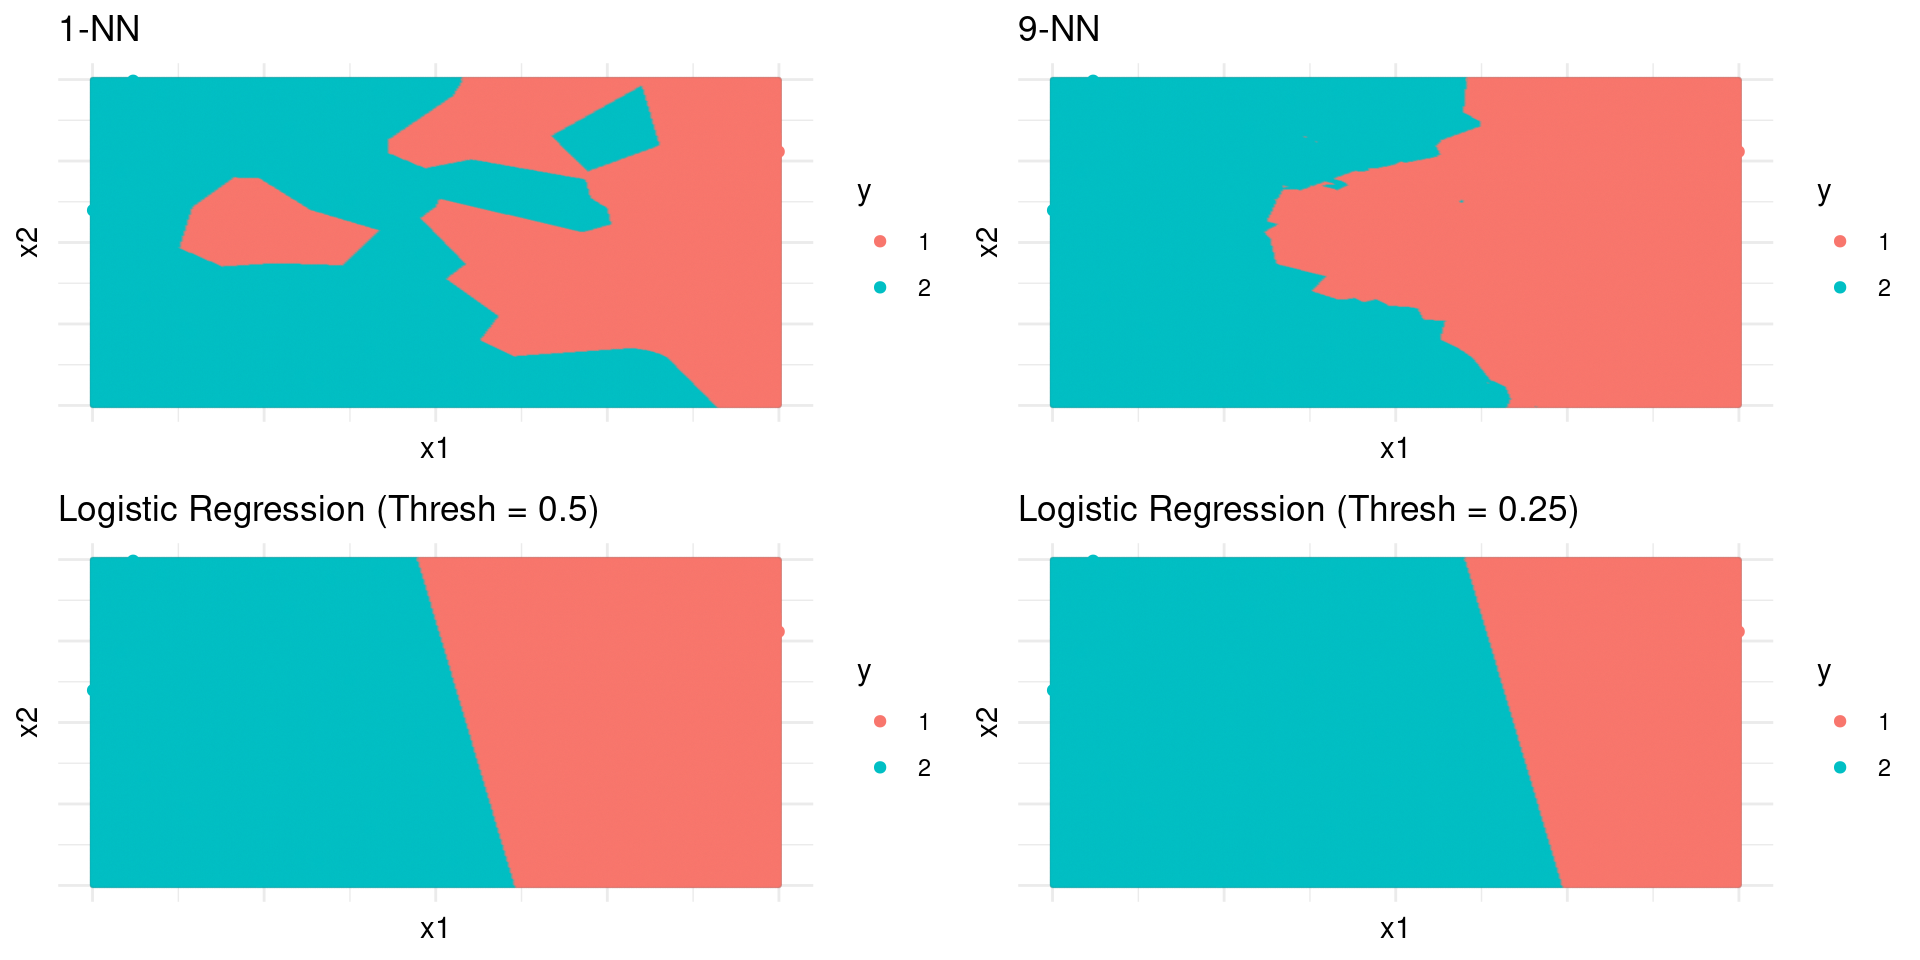 1-NN
x2
x1
y
1
2
9-NN
x2
x1
y
1
2
Logistic Regression (Thresh = 0.5)
x2
x1
y
1
2
Logistic Regression (Thresh = 0.25)
x2
x1
y
1
2